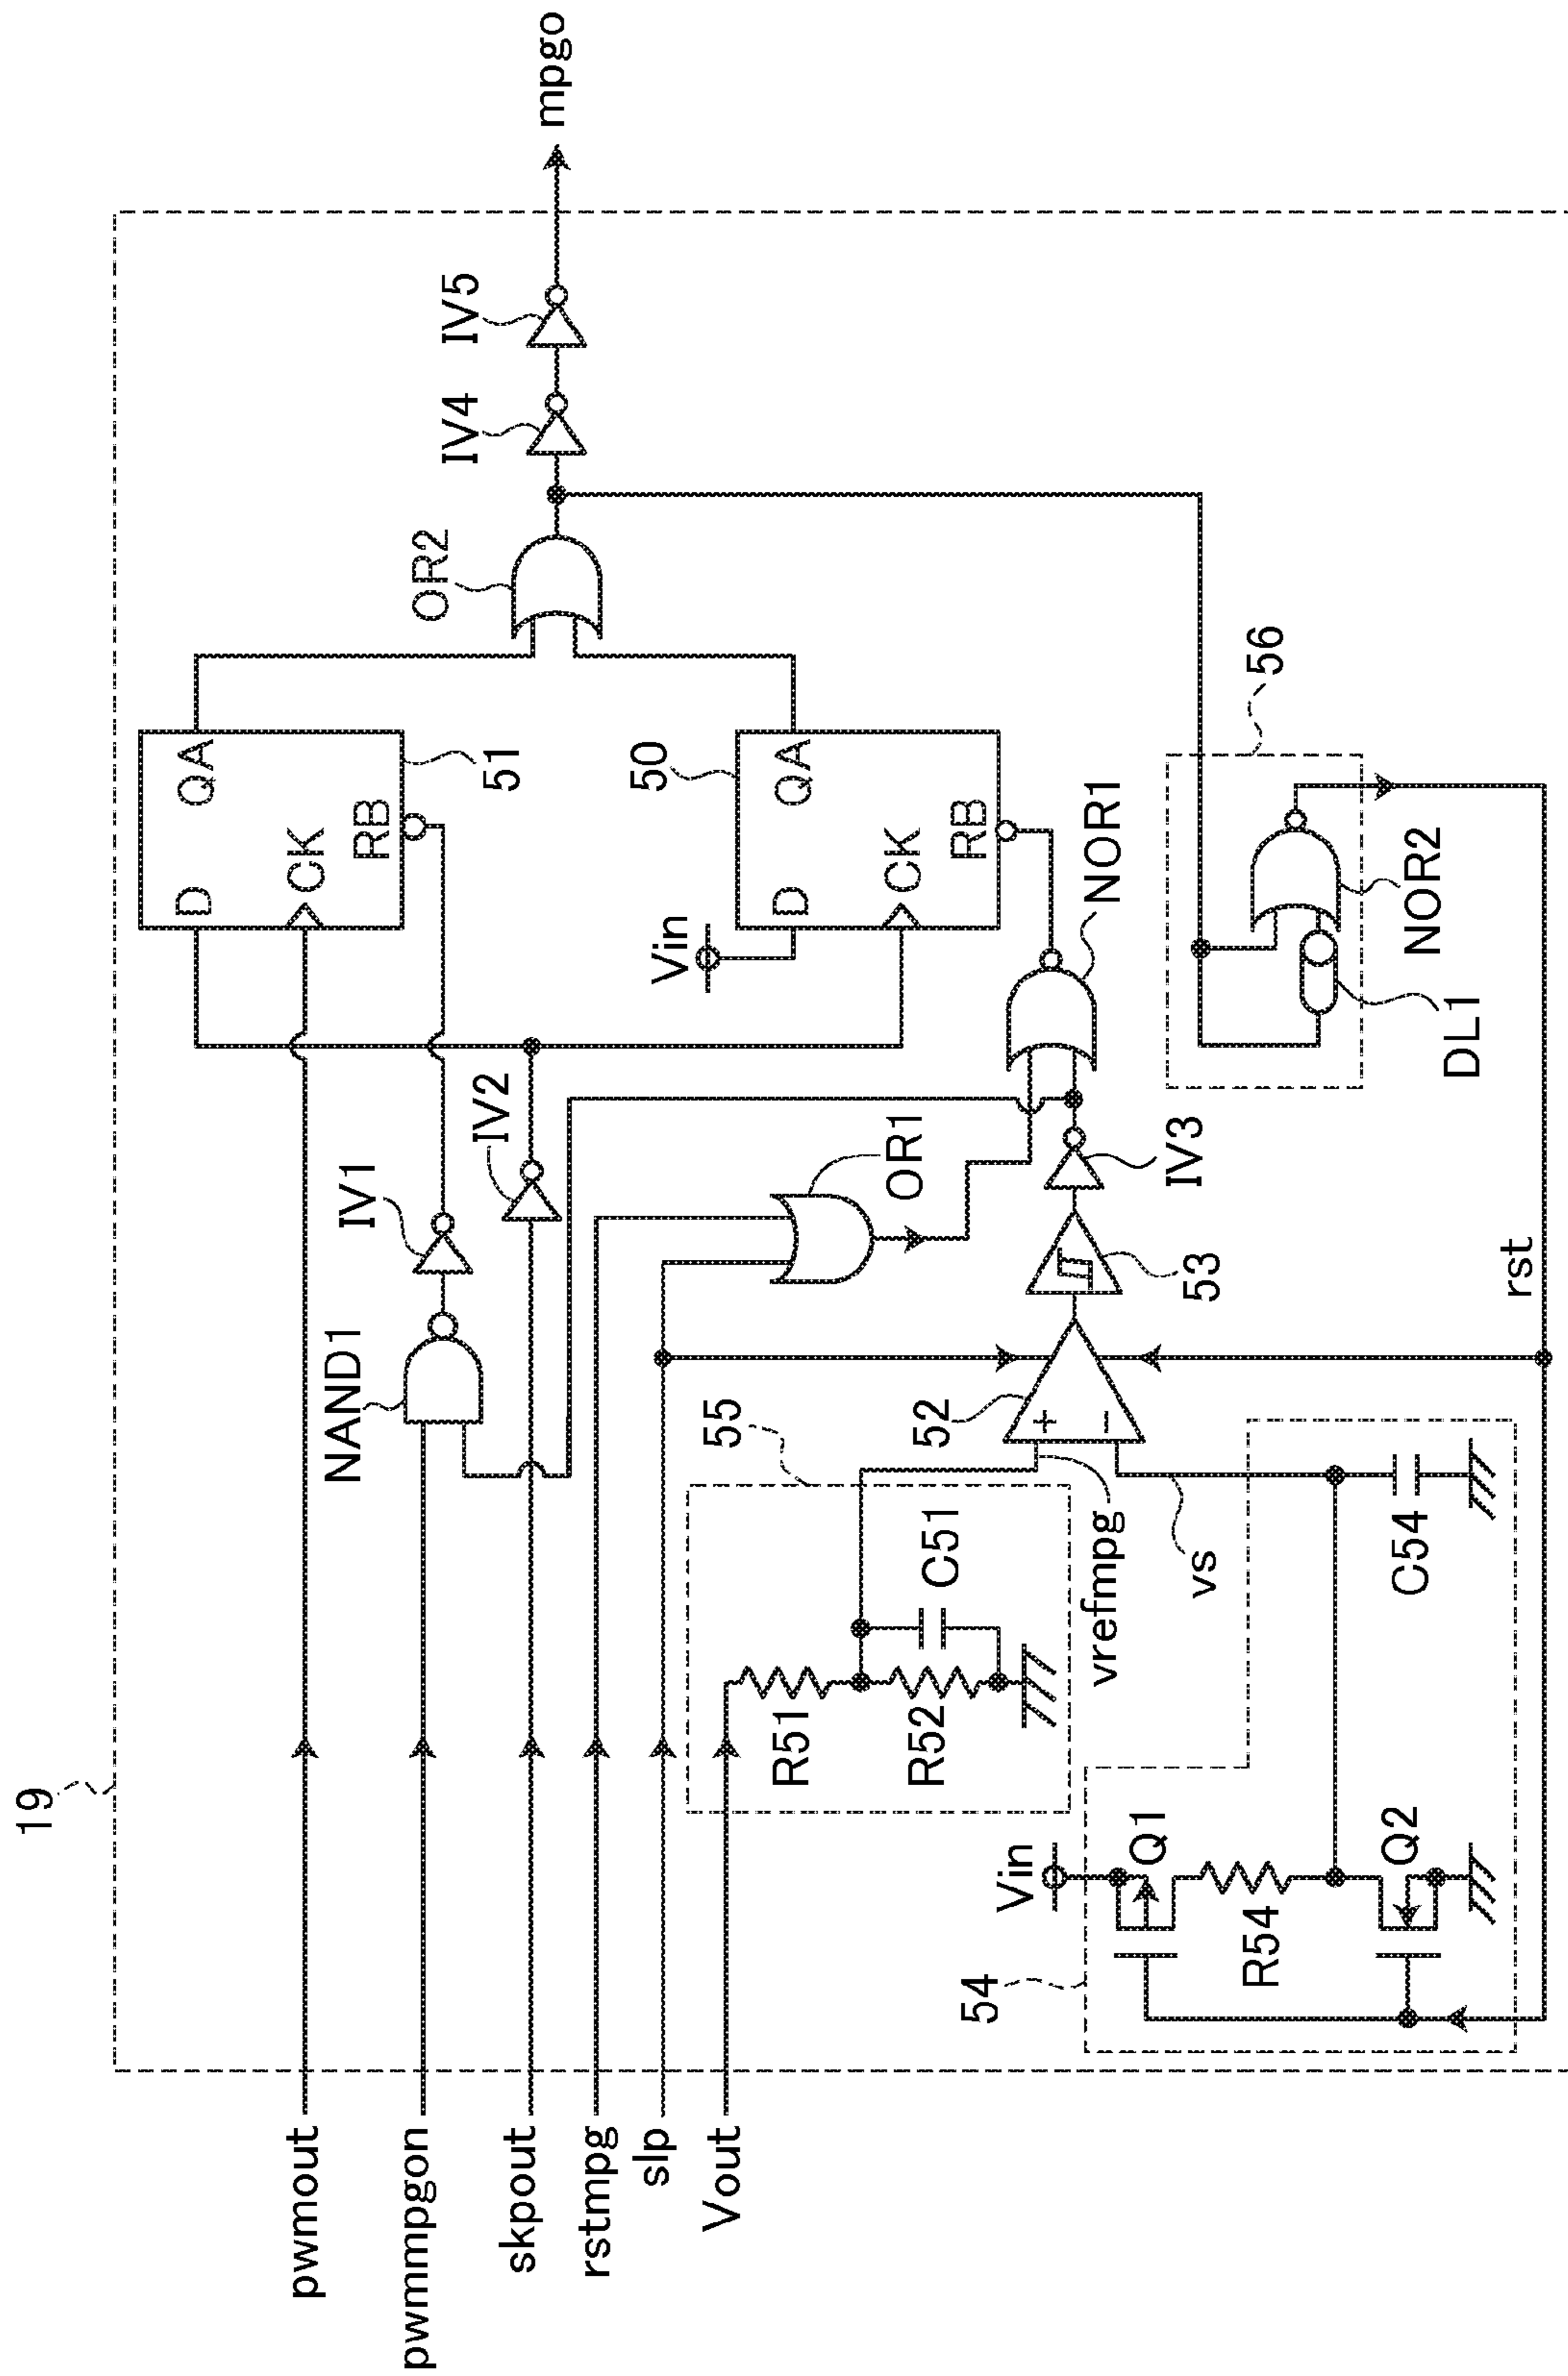 19
pwmout
pwmmpgon
skpout
rstmpg
slp
Vout
mpgo
NAND1
IV1
IV2
D
QA
CK
RB
51
OR2
IV4
IV5
Vin
D
QA
CK
RB
50
NOR1
OR1
IV3
53
52
+
−
55
R51
R52
C51
vrefmpg
vs
54
Vin
Q1
R54
Q2
C54
56
NOR2
DL1
rst